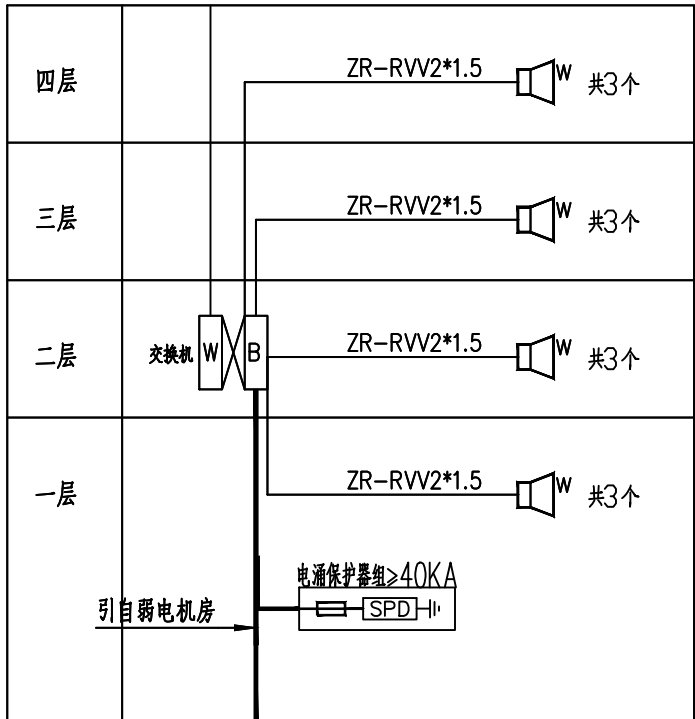 四层
ZR-RVV2*1.5
W
共3个
三层
ZR-RVV2*1.5
W
共3个
二层
交换机
W
B
ZR-RVV2*1.5
W
共3个
一层
ZR-RVV2*1.5
W
共3个
电涌保护器组≥40KA
引自弱电机房
SPD